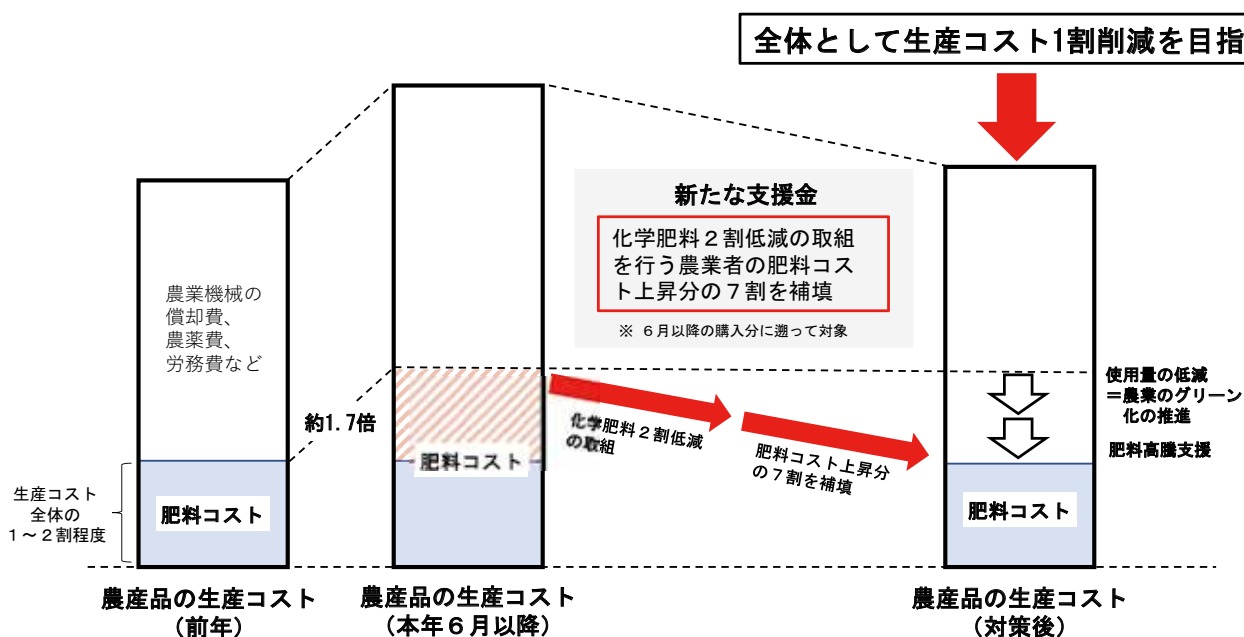 全体として生産コスト1割削減を目指
新たな支援金
化学肥料２割低減の取組
を行う農業者の肥料コス
ト上昇分の７割を補填
※ ６月以降の購入分に遡って対象
農業機械の
償却費、
農薬費、
労務費など
約1.7倍
化学肥料２割低減
の取組
肥料コスト上昇分
の７割を補填
使用量の低減
＝農業のグリーン
化の推進
肥料高騰支援
生産コスト
全体の
１～２割程度
肥料コスト
肥料コスト
肥料コスト
農産品の生産コスト
（前年）
農産品の生産コスト
（本年６月以降）
農産品の生産コスト
（対策後）